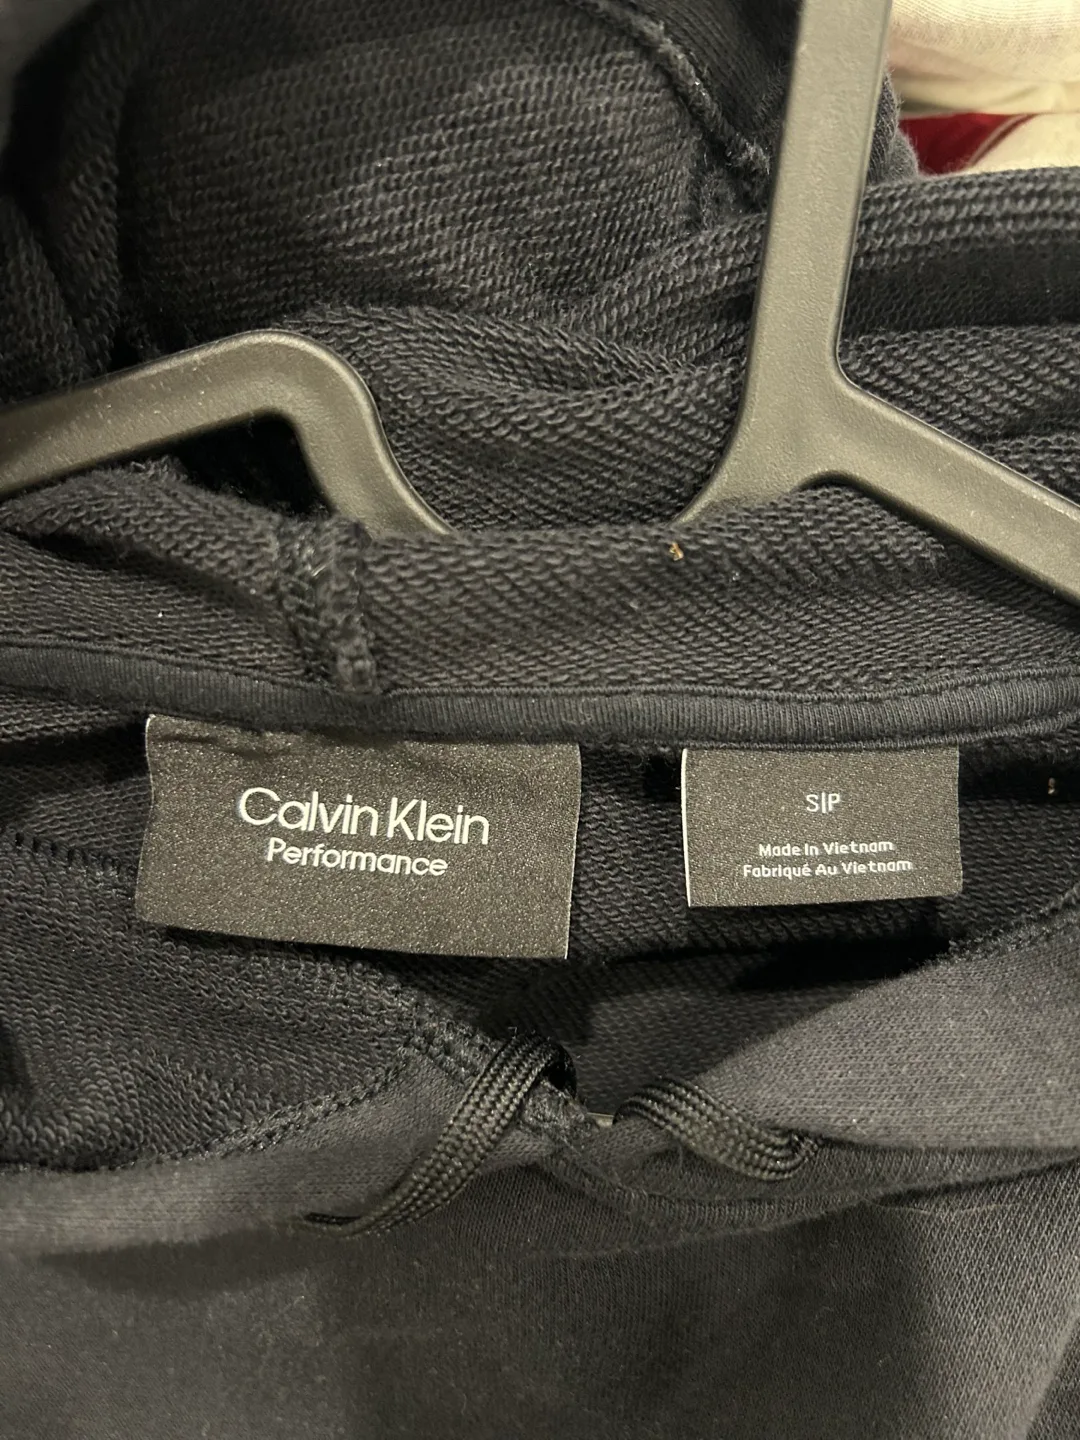 Calvin Klein
Performance
S|P
Made In Vietnam
Fabriqué Au Vietnam